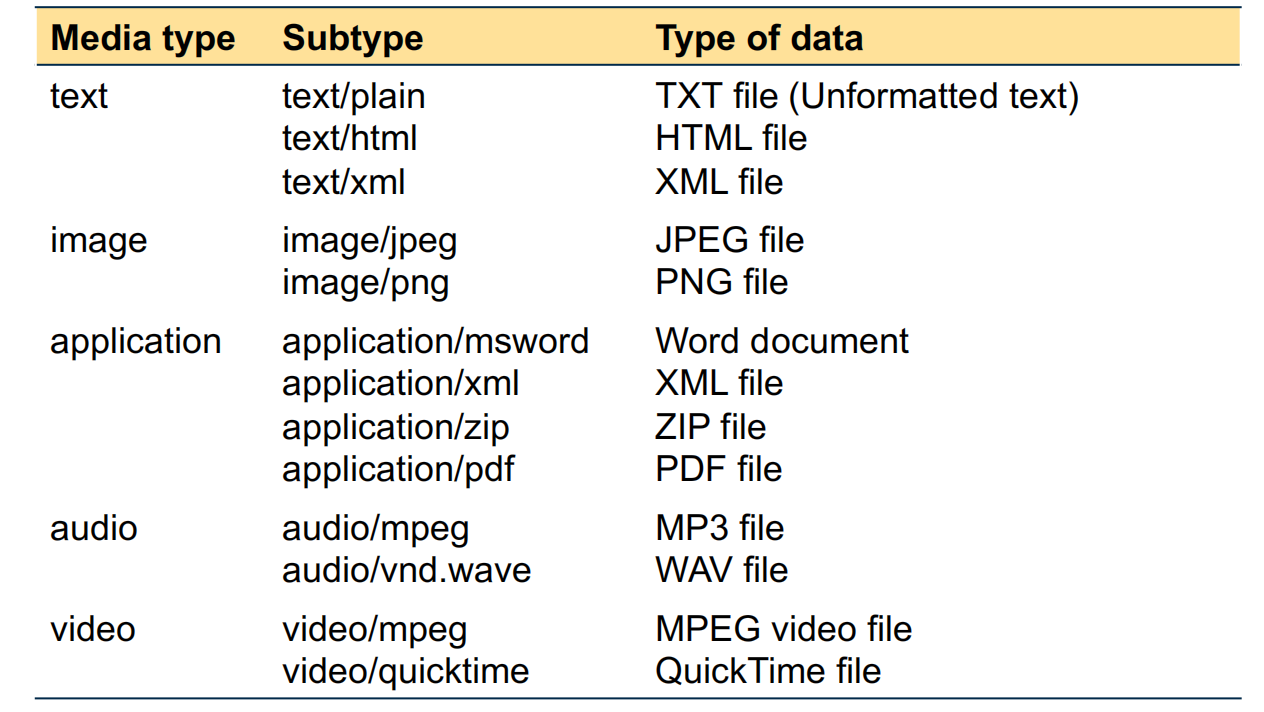 Media type Subtype Type of data
text text/plain TXT file (Unformatted text)
text/html HTML file
text/xml XML file
image image/jpeg JPEG file
image/png PNG file
application application/msword Word document
application/xml XML file
application/zip ZIP file
application/pdf PDF file
audio audio/mpeg MP3 file
audio/vnd.wave WAV file
video video/mpeg MPEG video file
video/quicktime QuickTime file